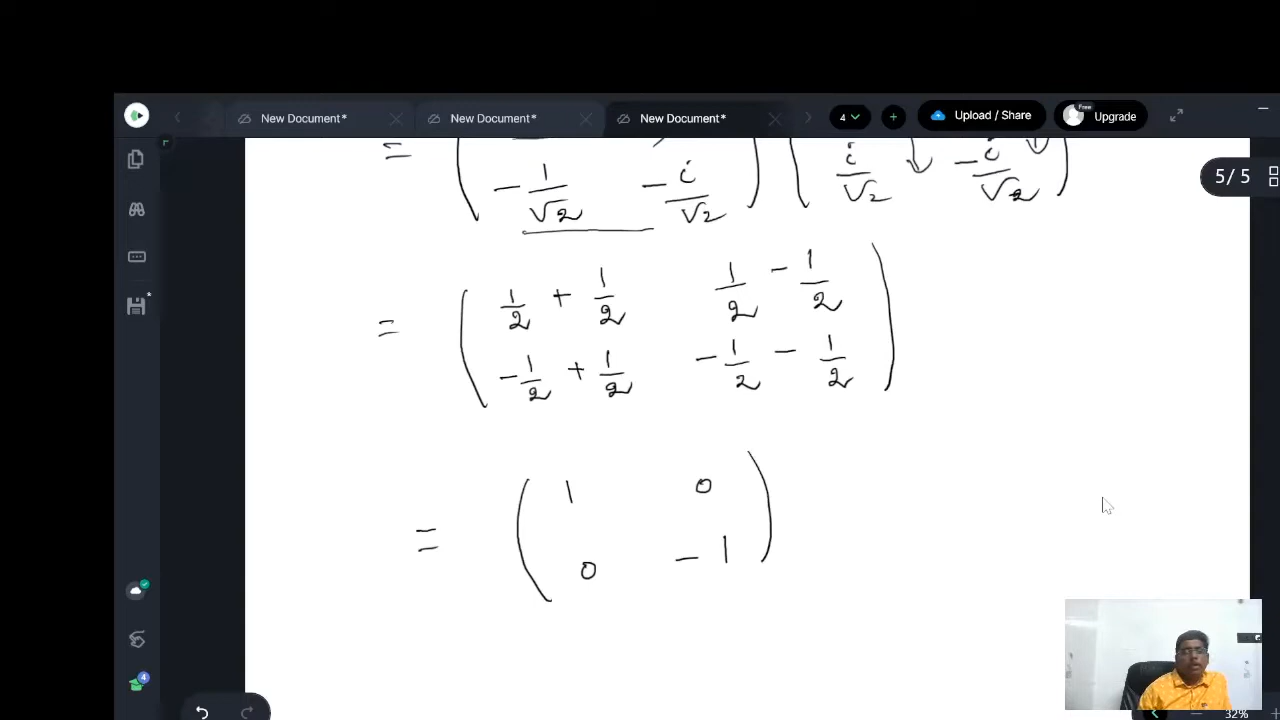 New Document* New Document* New Document* 4 Upload / Share Free Upgrade
5/5
= ( -1/√2 -i/√2 ) ( i/√2 ↓ -i/√2 ↓ )
= ( 1/2 + 1/2 1/2 - 1/2
-1/2 + 1/2 -1/2 - 1/2 )
= ( 1 0
0 -1 )
4
32%